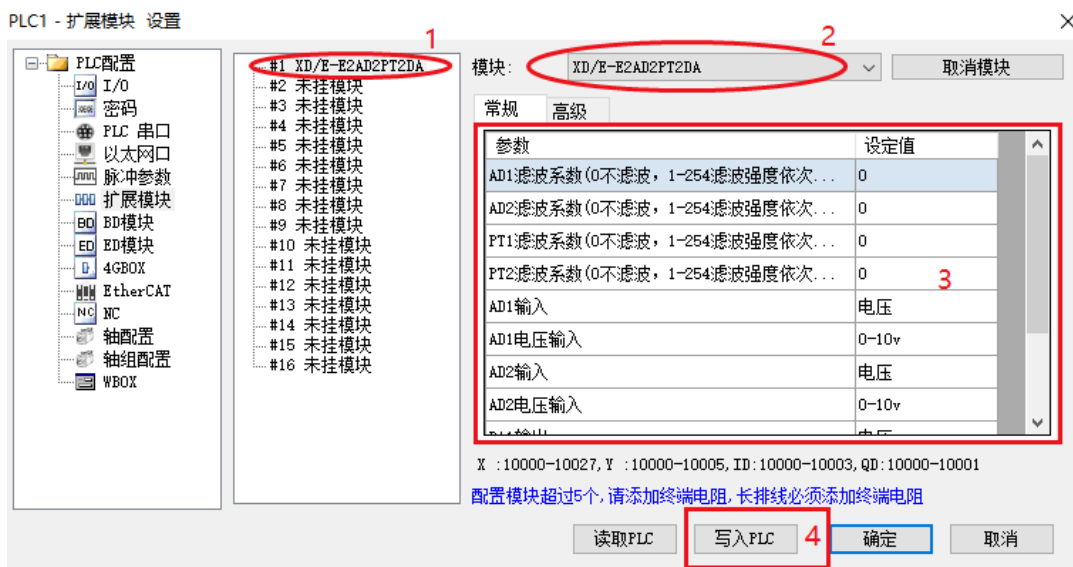 PLC1 - 扩展模块 设置
PLC配置
I/O I/O
密码
PLC 串口
以太网口
脉冲参数
扩展模块
BD BD模块
ED ED模块
4GBOX
EtherCAT
NC NC
轴配置
轴组配置
WBOX
1
#1 XD/E-E2AD2PT2DA
#2 未挂模块
#3 未挂模块
#4 未挂模块
#5 未挂模块
#6 未挂模块
#7 未挂模块
#8 未挂模块
#9 未挂模块
#10 未挂模块
#11 未挂模块
#12 未挂模块
#13 未挂模块
#14 未挂模块
#15 未挂模块
#16 未挂模块
2
模块: XD/E-E2AD2PT2DA 取消模块
常规 高级
参数 设定值
AD1滤波系数(0不滤波，1-254滤波强度依次... 0
AD2滤波系数(0不滤波，1-254滤波强度依次... 0
PT1滤波系数(0不滤波，1-254滤波强度依次... 0
PT2滤波系数(0不滤波，1-254滤波强度依次... 0
3
AD1输入 电压
AD1电压输入 0-10v
AD2输入 电压
AD2电压输入 0-10v
X :10000-10027,Y :10000-10005,ID:10000-10003,QD:10000-10001
配置模块超过5个,请添加终端电阻,长排线必须添加终端电阻
读取PLC 写入PLC 4 确定 取消